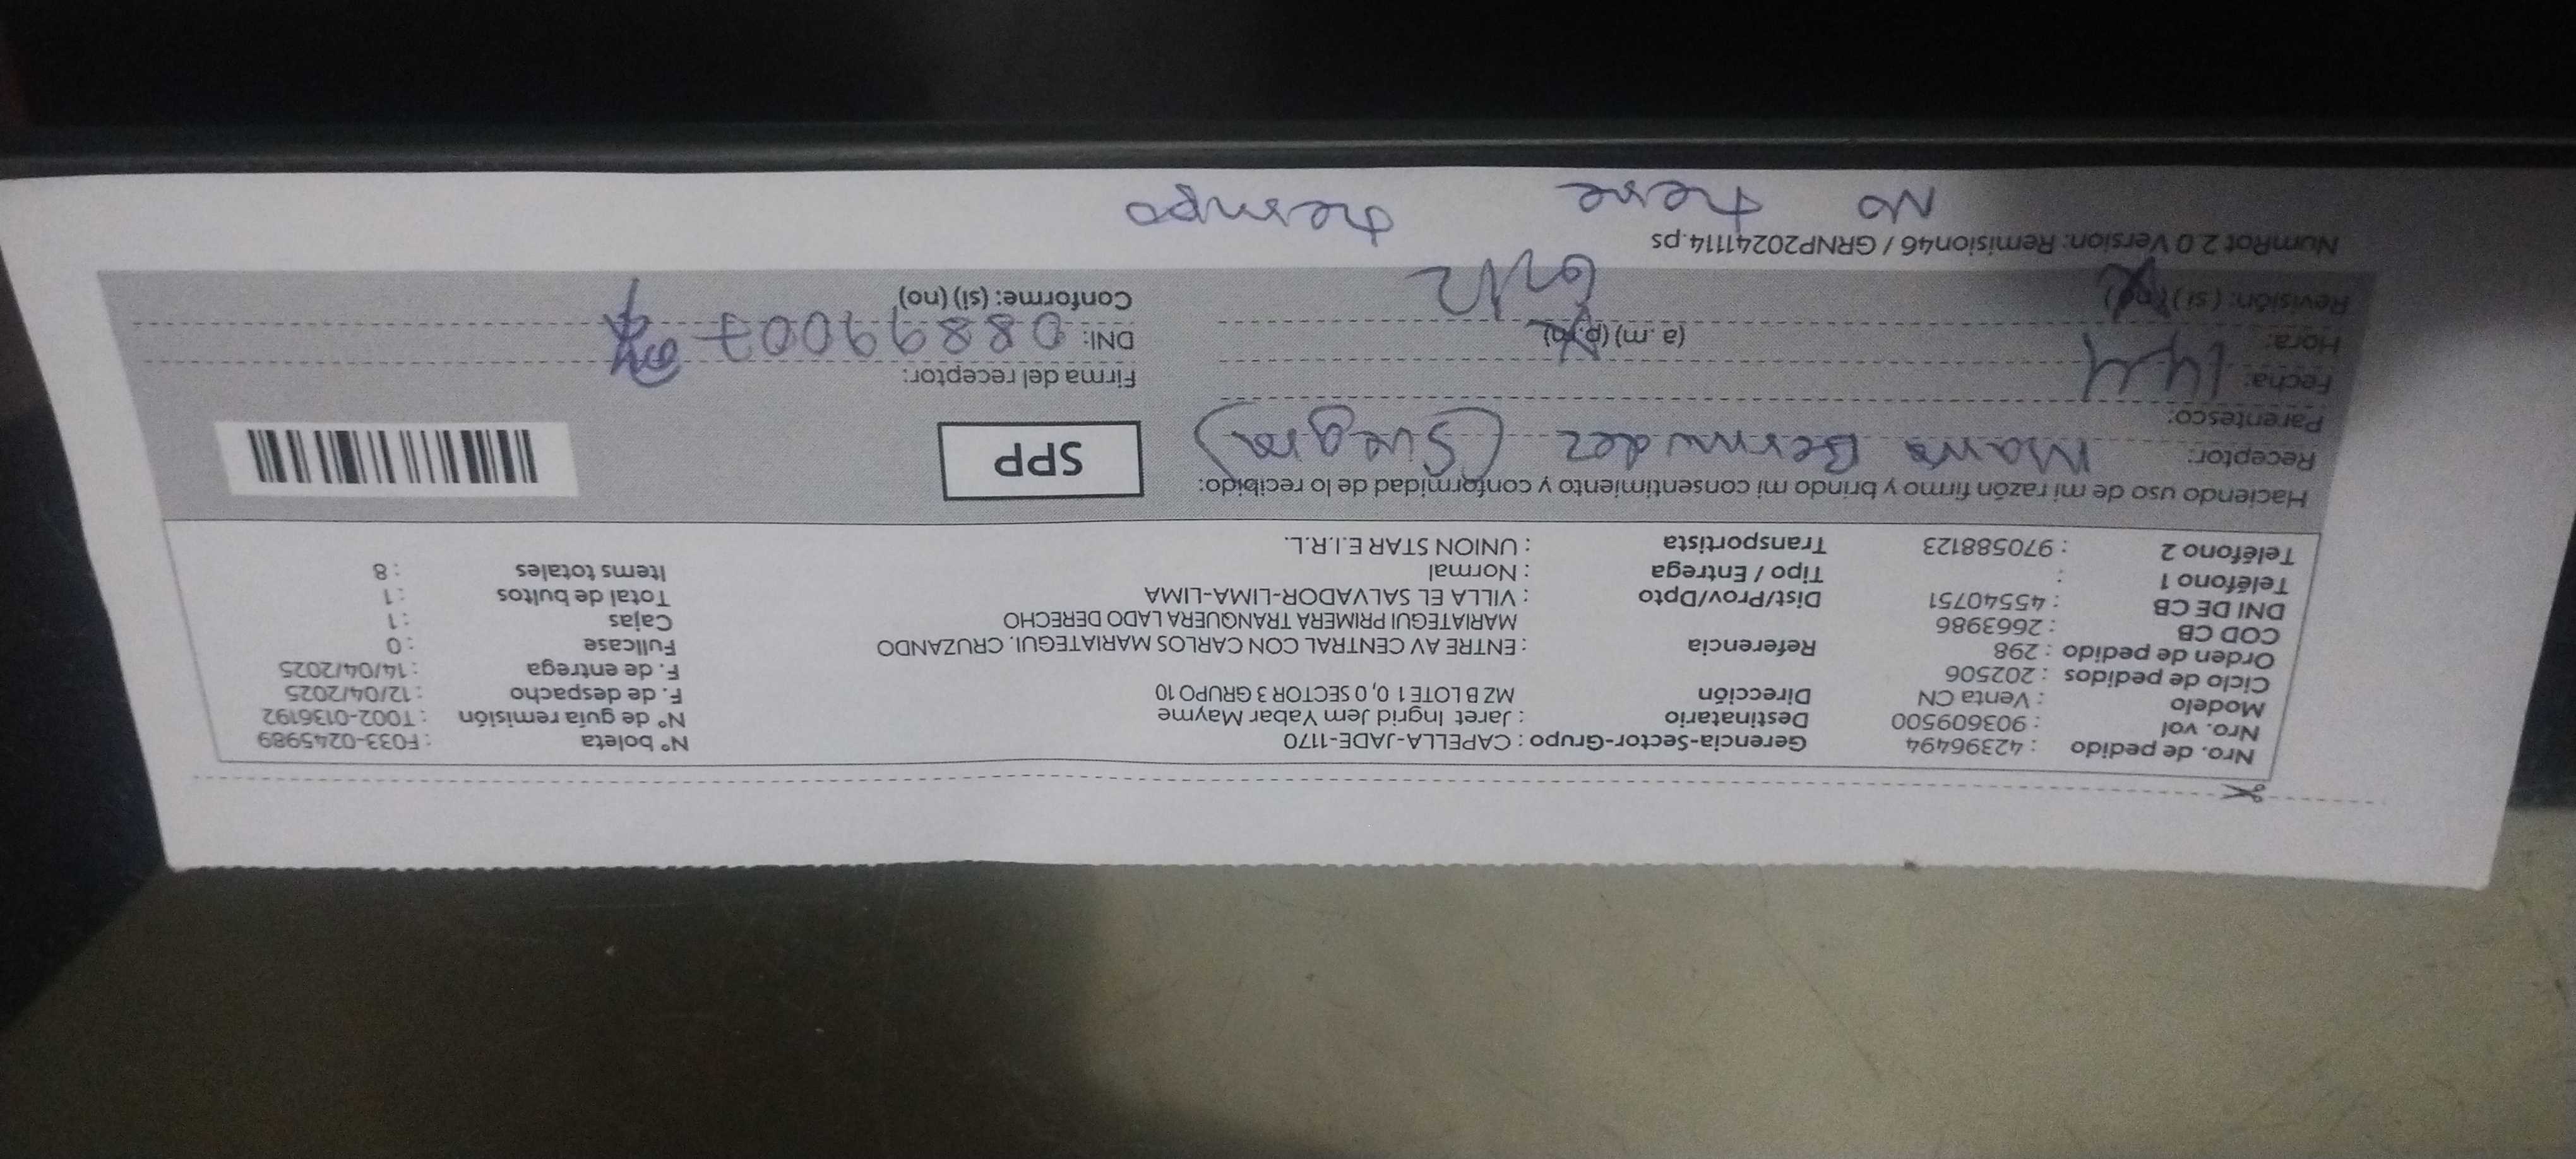 Nro. de pedido : 42396494 Gerencia-Sector-Grupo : CAPELLA-JADE-1170 N° boleta : F033-0245989
Nro. vol : 903609500 Destinatario : Jaret Ingrid Jem Yabar Mayme N° de guía remisión : T002-0136192
Modelo : Venta CN Dirección MZ B LOTE 1 0, 0 SECTOR 3 GRUPO 10 F. de despacho : 12/04/2025
Ciclo de pedidos : 202506 F. de entrega : 14/04/2025
Orden de pedido : 298 Referencia : ENTRE AV CENTRAL CON CARLOS MARIATEGUI. CRUZANDO Fullcase : 0
COD CB : 2663986 MARIATEGUI PRIMERA TRANQUERA LADO DERECHO Cajas : 1
DNI DE CB : 45540751 Dist/Prov/Dpto : VILLA EL SALVADOR-LIMA-LIMA Total de bultos : 1
Teléfono 1 : Tipo / Entrega : Normal Items totales : 8
Teléfono 2 : 970588123 Transportista : UNION STAR E.I.R.L.
Haciendo uso de mi razón firmo y brindo mi consentimiento y conformidad de lo recibido:
Receptor: Bermudez (Suegra) SPP
Parentesco:
Fecha: 14/4 Firma del receptor:
Hora: (a .m) (p.m) DNI: 08899007
Revisión: (si) (no) Conforme: (si) (no)
NumRot 2.0 Version: Remision46 / GRNP20241114.ps
No tiene tiempo